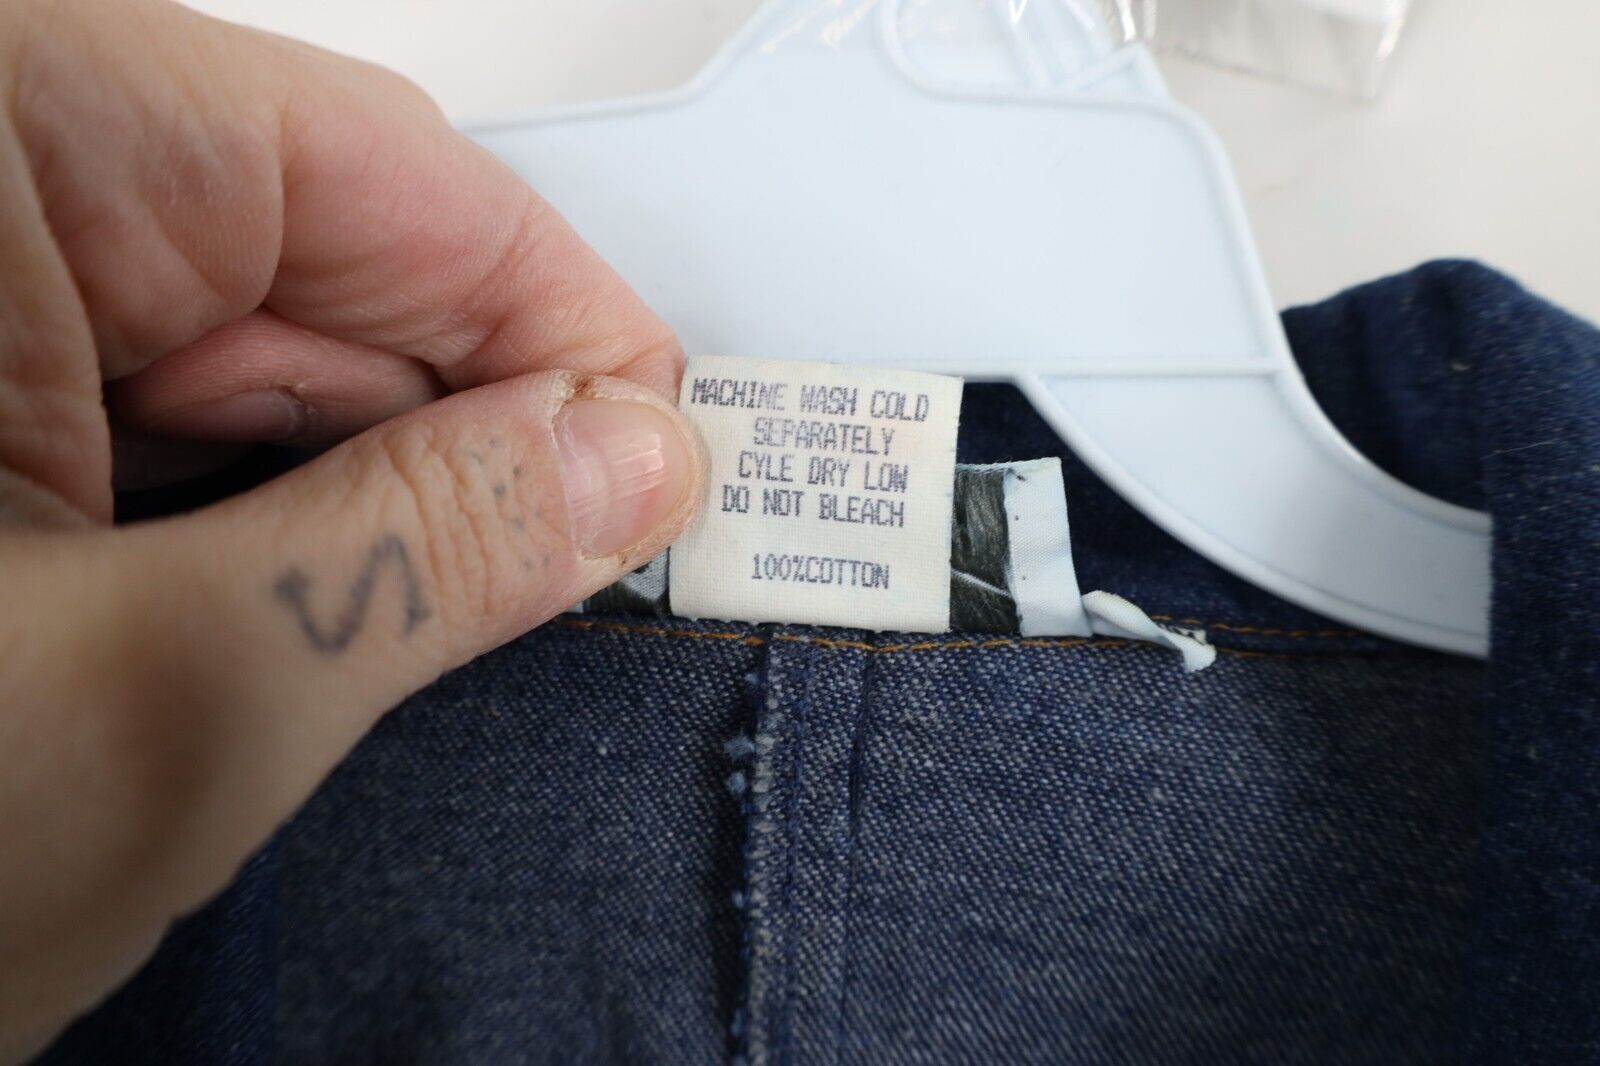 MACHINE WASH COLD
SEPARATELY
CYLE DRY LOW
DO NOT BLEACH
100%COTTON